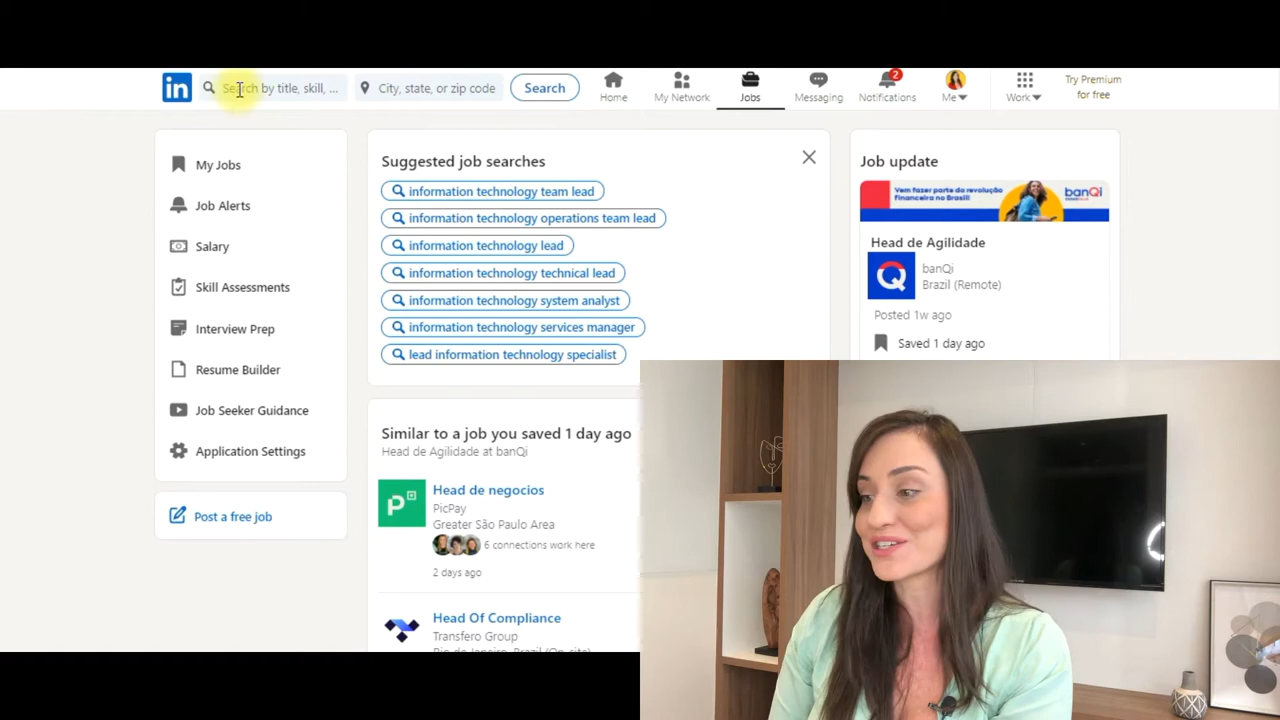 in
Search by title, skill, ...
City, state, or zip code
Search
Home
My Network
Jobs
Messaging
2
Notifications
Me
Work
Try Premium
for free
My Jobs
Job Alerts
Salary
Skill Assessments
Interview Prep
Resume Builder
Job Seeker Guidance
Application Settings
Post a free job
Suggested job searches
information technology team lead
information technology operations team lead
information technology lead
information technology technical lead
information technology system analyst
information technology services manager
lead information technology specialist
Similar to a job you saved 1 day ago
Head de Agilidade at banQi
Head de negocios
PicPay
Greater São Paulo Area
6 connections work here
2 days ago
Head Of Compliance
Transfero Group
Rio de Janeiro, Brazil (On-site)
Job update
Vem fazer parte da revolução
financeira no Brasil!
banQi
Head de Agilidade
banQi
Brazil (Remote)
Posted 1w ago
Saved 1 day ago